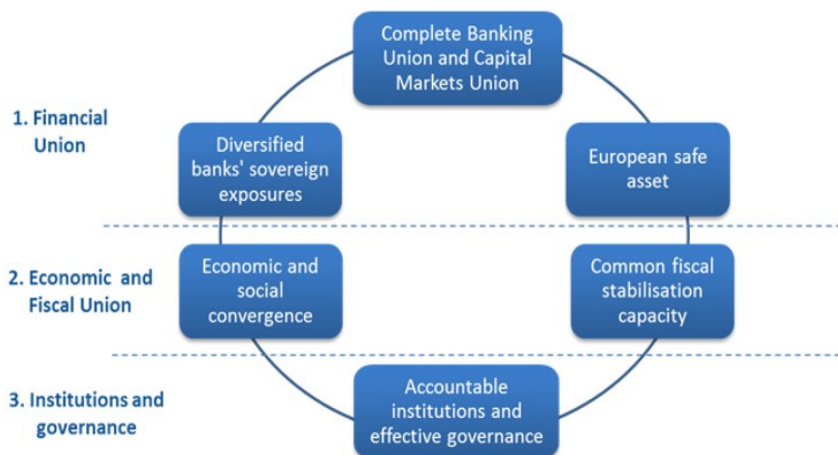 Complete Banking
Union and Capital
Markets Union
1. Financial
Union
Diversified
banks' sovereign
exposures
European safe
asset
2. Economic and
Fiscal Union
Economic and
social
convergence
Common fiscal
stabilisation
capacity
3. Institutions and
governance
Accountable
institutions and
effective governance